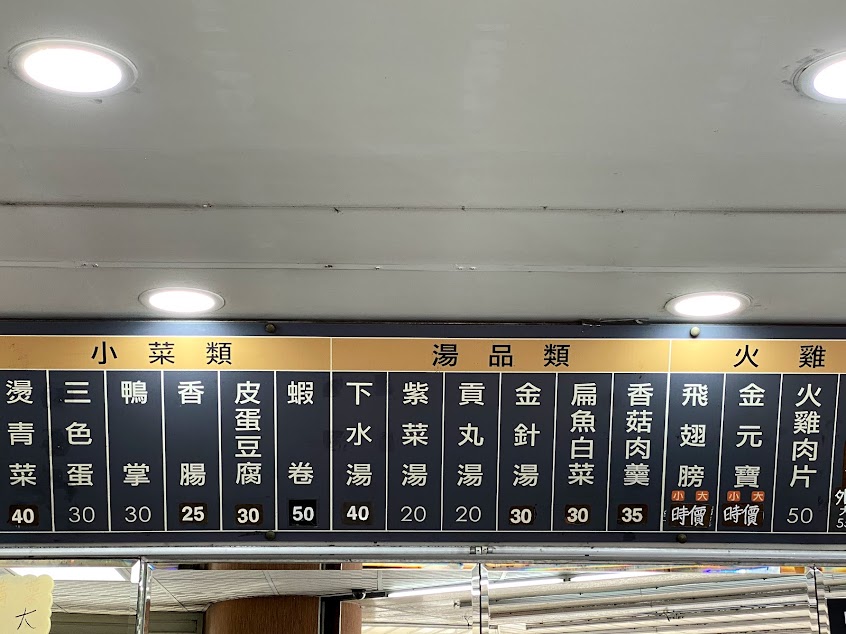 小菜類
燙青菜 40
三色蛋 30
鴨掌 30
香腸 25
皮蛋豆腐 30
蝦卷 50
湯品類
下水湯 40
紫菜湯 20
貢丸湯 20
金針湯 30
扁魚白菜 30
香菇肉羹 35
火雞
飛翅膀 小 大 時價
金元寶 小 大 時價
火雞肉片 50
大